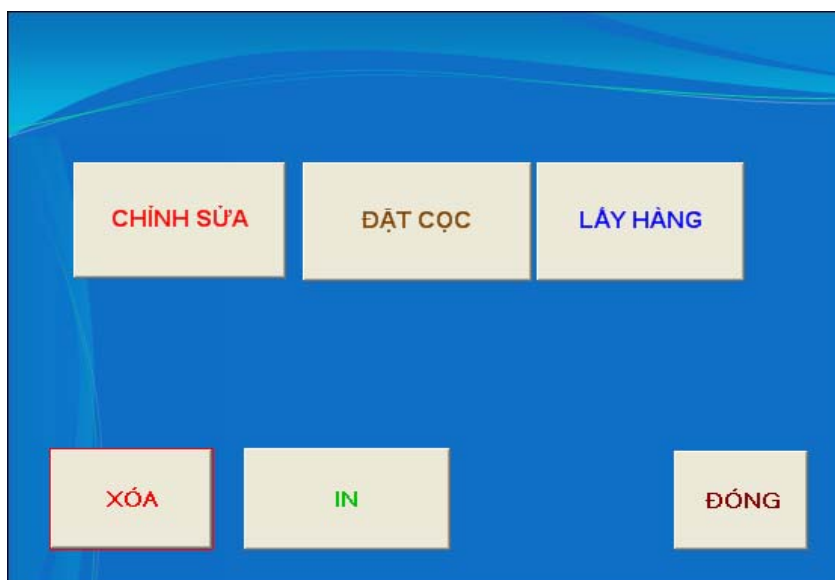 CHỈNH SỬA
ĐẶT CỌC
LẤY HÀNG
XÓA
IN
ĐÓNG